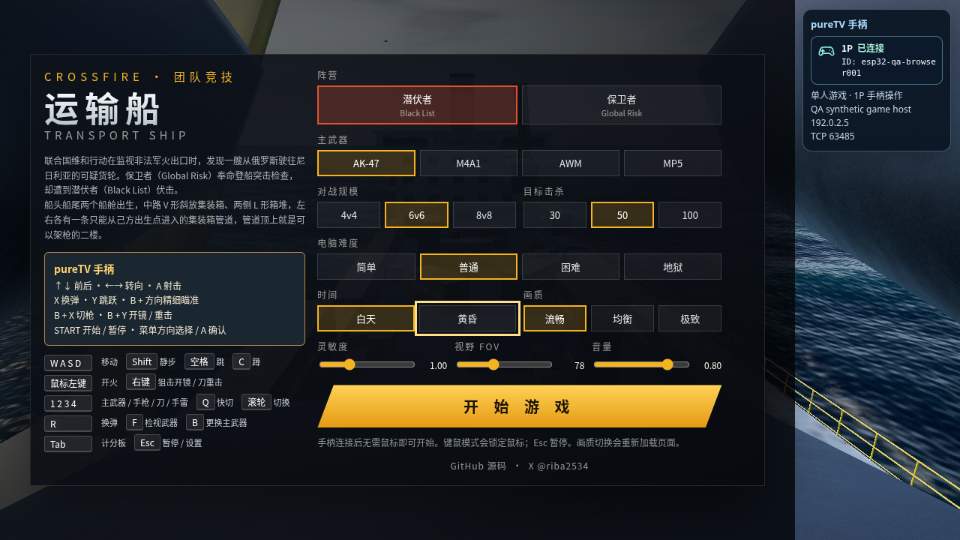 CROSSFIRE · 团队竞技
运输船
TRANSPORT SHIP
联合国维和行动在监视非法军火出口时，发现一艘从俄罗斯驶往尼
日利亚的可疑货轮。保卫者（Global Risk）奉命登船突击检查，
却遭到潜伏者（Black List）伏击。
船头船尾两个船舱出生，中路 V 形斜放集装箱、两侧 L 形箱堆，左
右各有一条只能从己方出生点进入的集装箱管道，管道顶上就是可
以架枪的二楼。
pureTV 手柄
↑↓ 前后 · ←→ 转向 · A 射击
X 换弹 · Y 跳跃 · B + 方向精细瞄准
B + X 切枪 · B + Y 开镜 / 重击
START 开始 / 暂停 · 菜单方向选择 / A 确认
W A S D 移动 Shift 静步 空格 跳 C 蹲
鼠标左键 开火 右键 狙击开镜 / 刀重击
1 2 3 4 主武器 / 手枪 / 刀 / 手雷 Q 快切 滚轮 切换
R 换弹 F 检视武器 B 更换主武器
Tab 计分板 Esc 暂停 / 设置
阵营
潜伏者 保卫者
Black List Global Risk
主武器
AK-47 M4A1 AWM MP5
对战规模 目标击杀
4v4 6v6 8v8 30 50 100
电脑难度
简单 普通 困难 地狱
时间 画质
白天 黄昏 流畅 均衡 极致
灵敏度 视野 FOV 音量
1.00 78 0.80
开始游戏
手柄连接后无需鼠标即可开始。键鼠模式会锁定鼠标；Esc 暂停。画质切换会重新加载页面。
GitHub 源码 · X @riba2534
pureTV 手柄
1P 已连接
ID: esp32-qa-browse
r001
单人游戏 · 1P 手柄操作
QA synthetic game host
192.0.2.5
TCP 63485